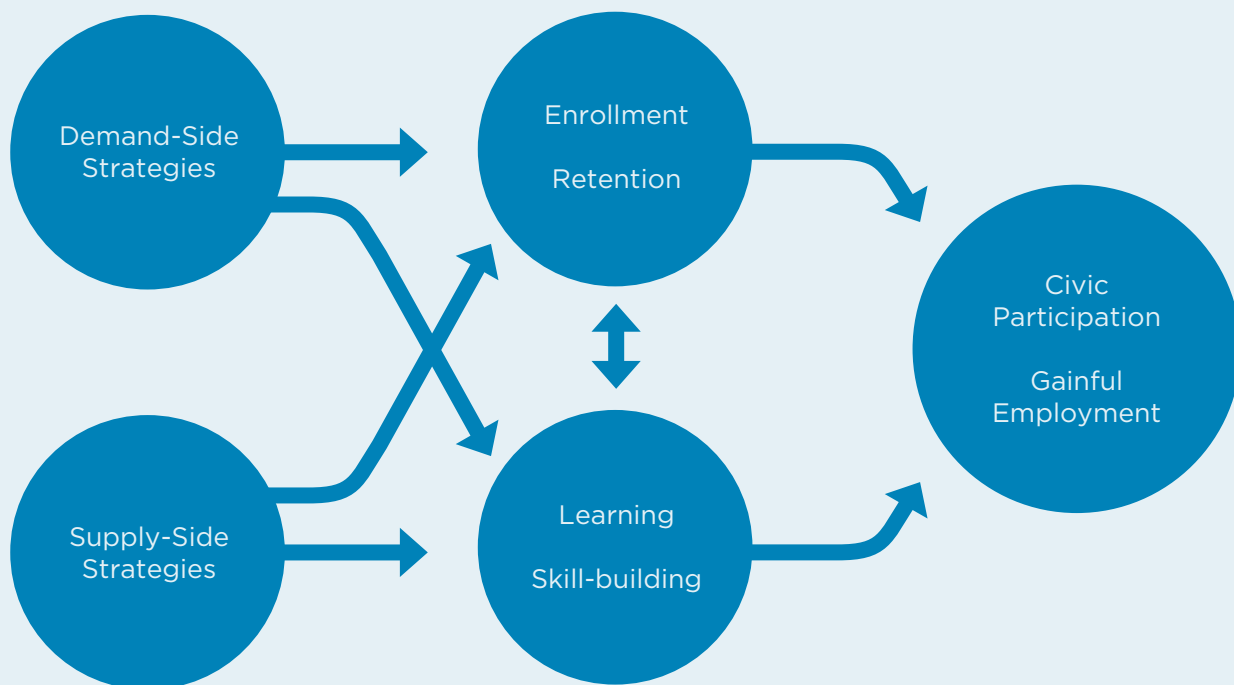 Demand-Side
Strategies
Enrollment
Retention
Civic
Participation
Gainful
Employment
Supply-Side
Strategies
Learning
Skill-building